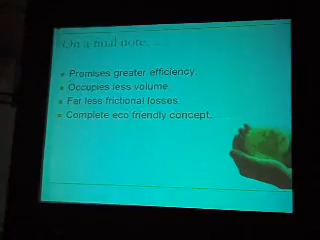 On a final note.....
Promises greater efficiency.
Occupies less volume
Far less frictional losses
Complete eco friendly concept.